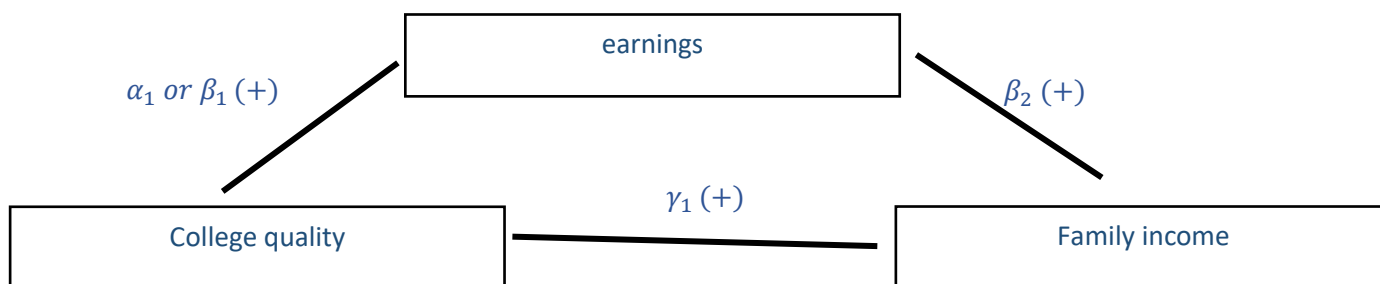 earnings
𝛼₁ 𝑜𝑟 𝛽₁ (+)
𝛽₂ (+)
𝛾₁ (+)
College quality
Family income